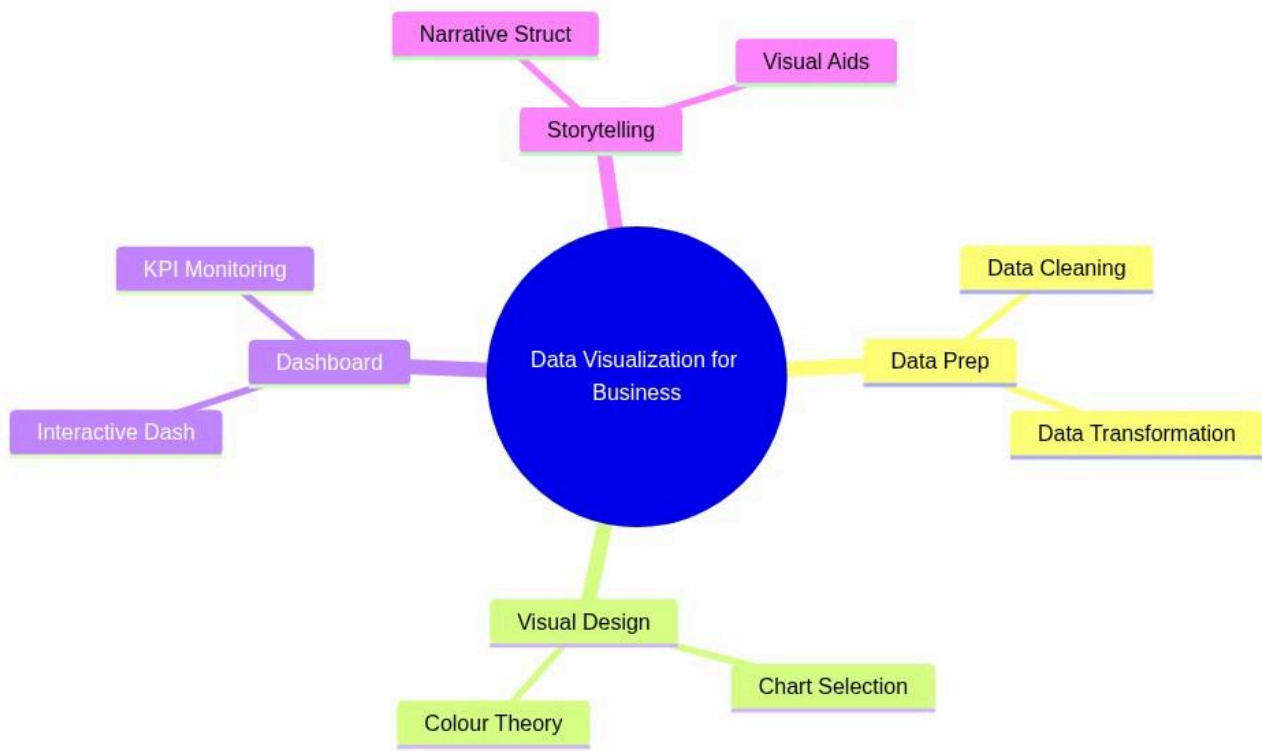 Narrative Struct
Visual Aids
Storytelling
KPI Monitoring
Dashboard
Interactive Dash
Data Visualization for
Business
Data Cleaning
Data Prep
Data Transformation
Visual Design
Chart Selection
Colour Theory